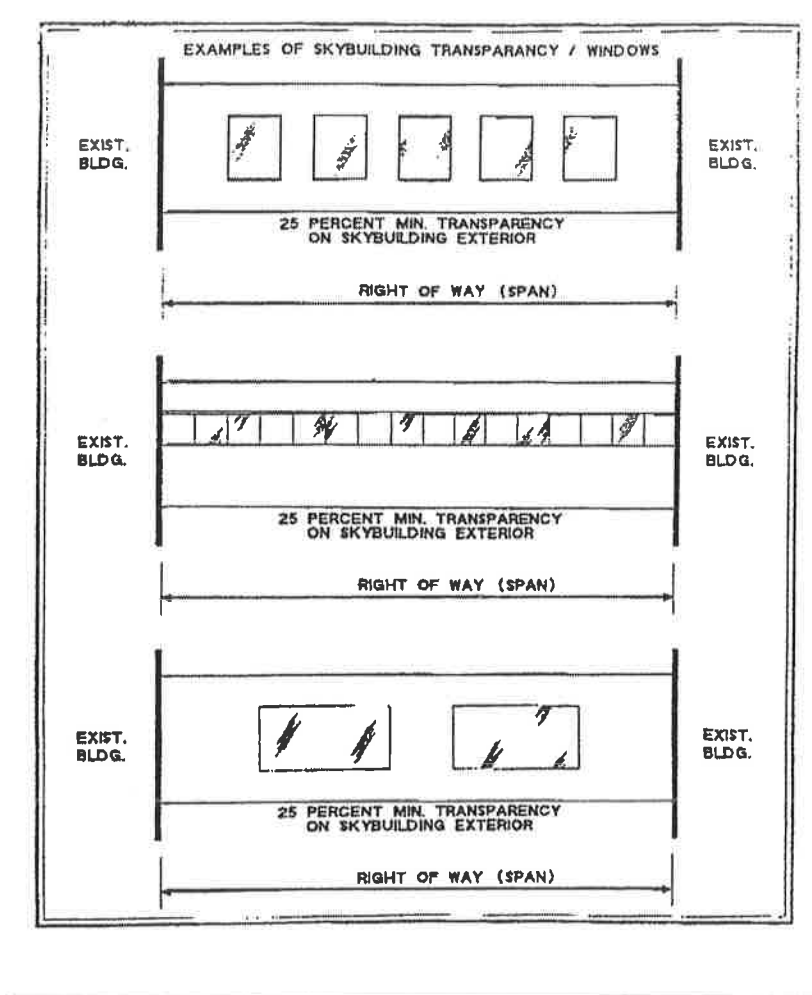 EXAMPLES OF SKYBUILDING TRANSPARANCY / WINDOWS
EXIST.
BLDG.
EXIST.
BLDG.
25 PERCENT MIN. TRANSPARENCY
ON SKYBUILDING EXTERIOR
RIGHT OF WAY (SPAN)
EXIST.
BLDG.
EXIST.
BLDG.
25 PERCENT MIN. TRANSPARENCY
ON SKYBUILDING EXTERIOR
RIGHT OF WAY (SPAN)
EXIST.
BLDG.
EXIST.
BLDG.
25 PERCENT MIN. TRANSPARENCY
ON SKYBUILDING EXTERIOR
RIGHT OF WAY (SPAN)